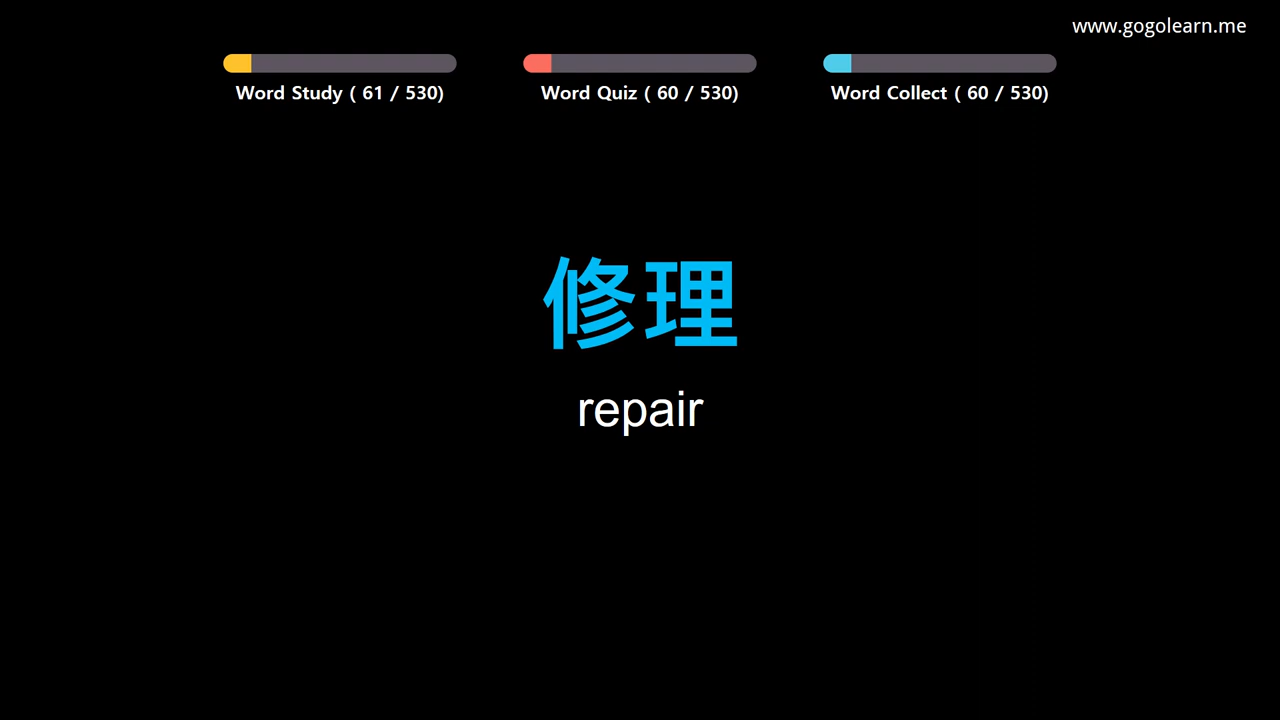 www.gogolearn.me
Word Study ( 61 / 530)
Word Quiz ( 60 / 530)
Word Collect ( 60 / 530)
修理
repair